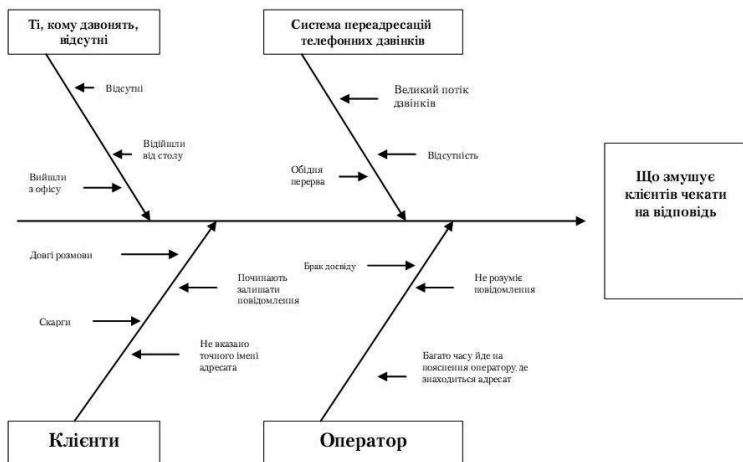 Ті, кому дзвонять,
відсутні
Система переадресацій
телефонних дзвінків
Відсутні
Великий потік
дзвінків
Відійшли
від столу
Відсутність
Вийшли
з офісу
Обідня
перерва
Що змушує
клієнтів чекати
на відповідь
Довгі розмови
Брак досвіду
Починають
залишати
повідомлення
Не розуміє
повідомлення
Скарги
Не вказано
точного імені
адресата
Багато часу йде на
пояснення оператору, де
знаходиться адресат
Клієнти
Оператор